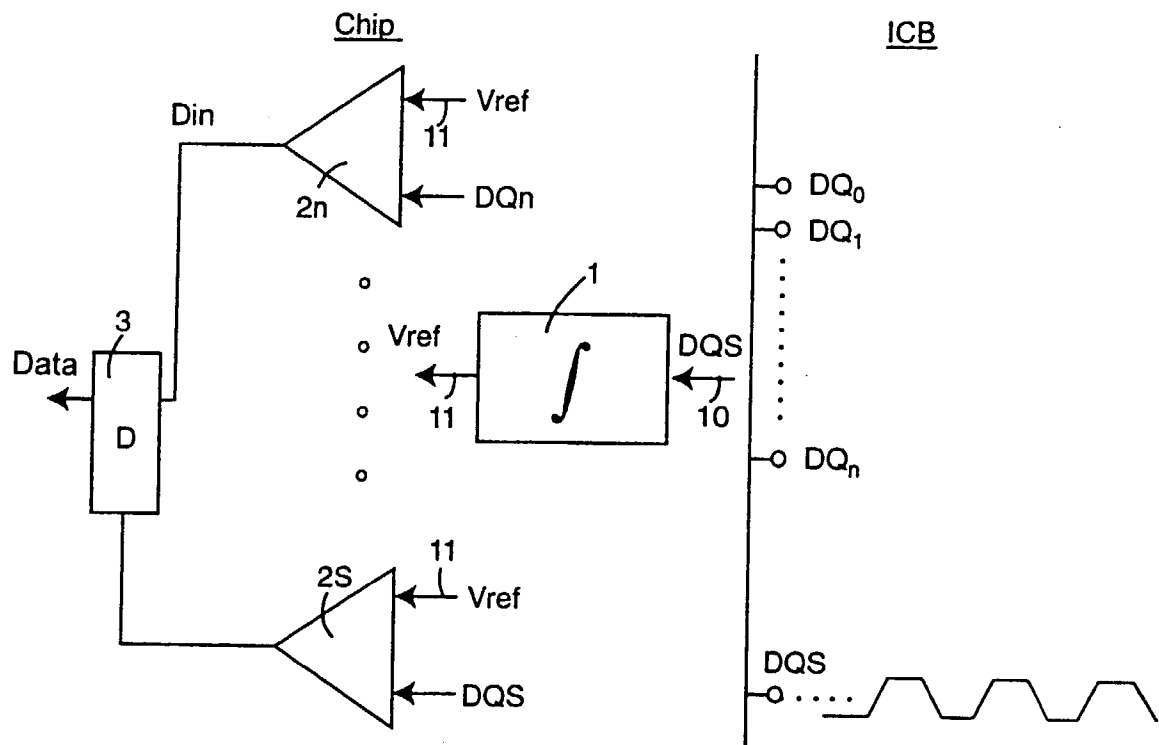 Chip
ICB
Vref
11
Din
2n
DQn
DQ0
DQ1
1
3
Vref
DQS
Data
11
∫
10
D
DQn
2S
11
Vref
DQS
DQS